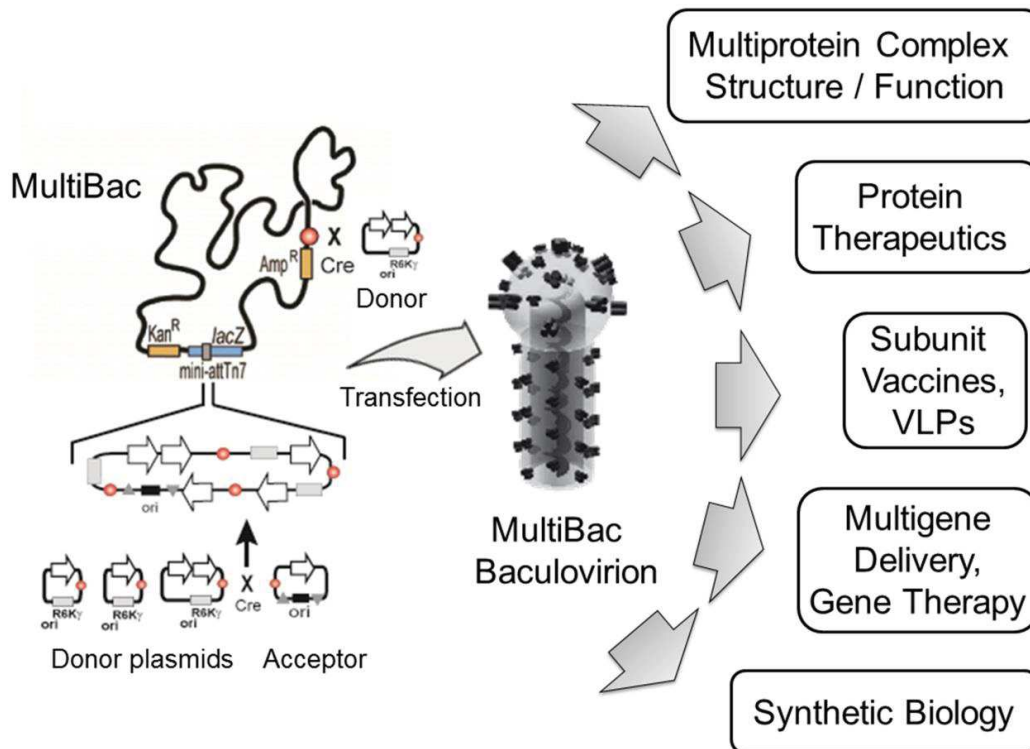 MultiBac
Amp R
X
Cre
R6Kγ
ori
Donor
Kan R
lacZ
mini-attTn7
Transfection
ori
X
Cre
R6Kγ
ori
R6Kγ
ori
R6Kγ
ori
ori
Donor plasmids
Acceptor
MultiBac
Baculovirion
Multiprotein Complex
Structure / Function
Protein
Therapeutics
Subunit
Vaccines,
VLPs
Multigene
Delivery,
Gene Therapy
Synthetic Biology